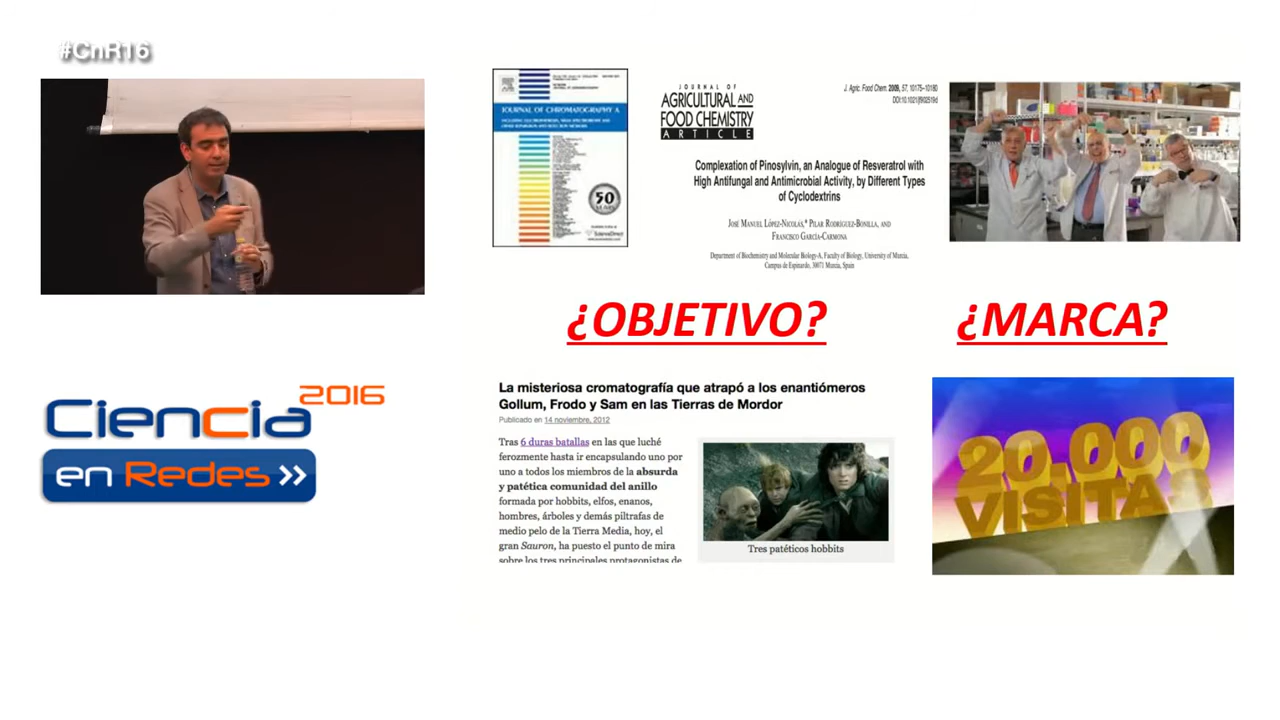 #CnR16
JOURNAL OF CHROMATOGRAPHY A
50
YEARS
JOURNAL OF
AGRICULTURAL AND
FOOD CHEMISTRY
ARTICLE
J. Agric. Food Chem. 2009, 57, 10175–10180
Complexation of Pinosylvin, an Analogue of Resveratrol with
High Antifungal and Antimicrobial Activity, by Different Types
of Cyclodextrins
JOSÉ MANUEL LÓPEZ-NICOLÁS,* PILAR RODRÍGUEZ-BONILLA, AND
FRANCISCO GARCÍA-CARMONA
Department of Biochemistry and Molecular Biology-A, Faculty of Biology, University of Murcia,
Campus de Espinardo, 30071 Murcia, Spain
¿OBJETIVO?
¿MARCA?
Ciencia 2016
en Redes »
La misteriosa cromatografía que atrapó a los enantiómeros
Gollum, Frodo y Sam en las Tierras de Mordor
Publicado en 14 noviembre, 2012
Tras 6 duras batallas en las que luché
ferozmente hasta ir encapsulando uno por
uno a todos los miembros de la absurda
y patética comunidad del anillo
formada por hobbits, elfos, enanos,
hombres, árboles y demás piltrafas de
medio pelo de la Tierra Media, hoy, el
gran Sauron, ha puesto el punto de mira
sobre los tres principales protagonistas de
Tres patéticos hobbits
20.000
VISITAS